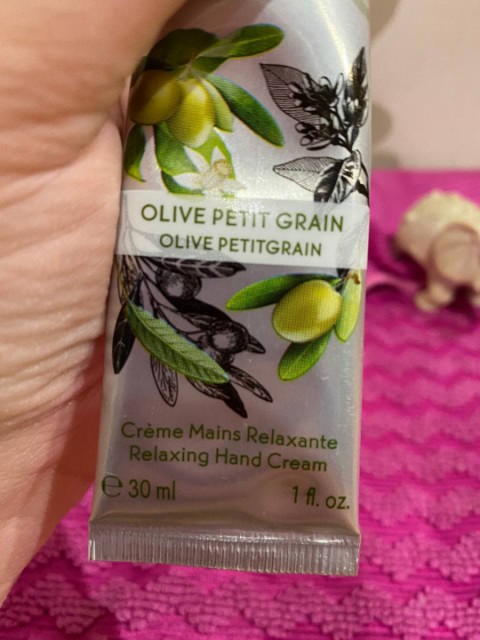 OLIVE PETIT GRAIN
OLIVE PETITGRAIN
Crème Mains Relaxante
Relaxing Hand Cream
℮ 30 ml 1 fl. oz.